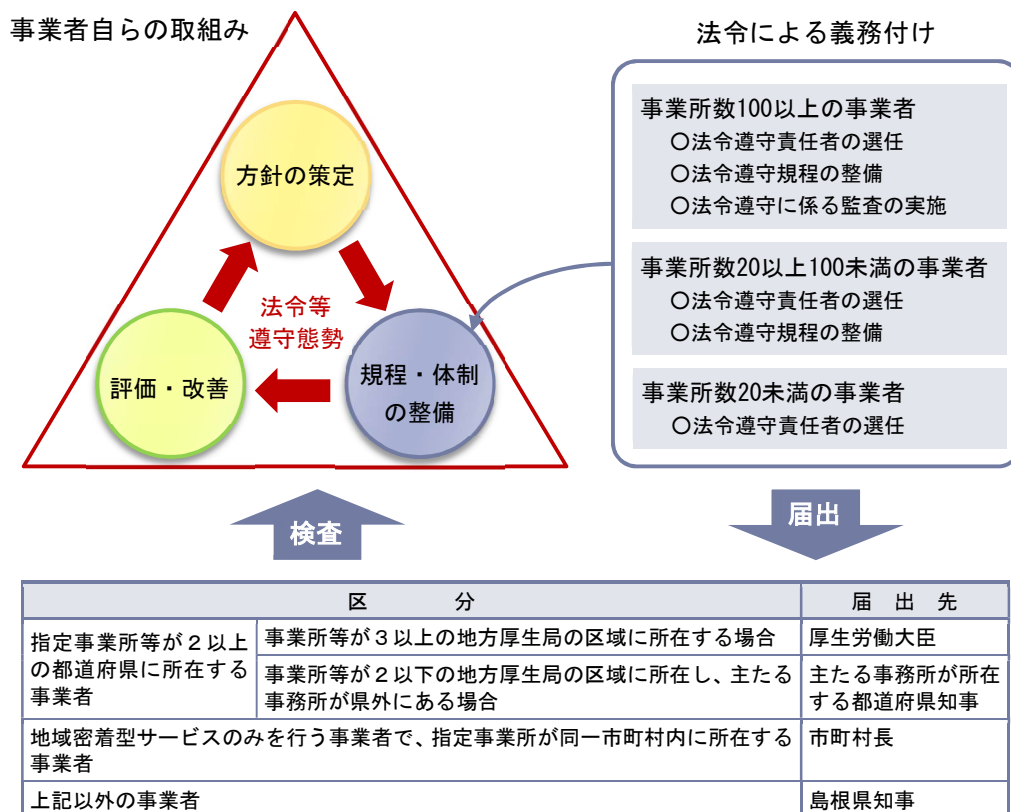 事業者自らの取組み
方針の策定
法令等
遵守態勢
評価・改善
規程・体制
の整備
法令による義務付け
事業所数100以上の事業者
〇法令遵守責任者の選任
〇法令遵守規程の整備
〇法令遵守に係る監査の実施
事業所数20以上100未満の事業者
〇法令遵守責任者の選任
〇法令遵守規程の整備
事業所数20未満の事業者
〇法令遵守責任者の選任
検査
届出
区 分
届 出 先
指定事業所等が2以上
の都道府県に所在する
事業者
事業所等が3以上の地方厚生局の区域に所在する場合
厚生労働大臣
事業所等が2以下の地方厚生局の区域に所在し、主たる
事務所が県外にある場合
主たる事務所が所在
する都道府県知事
地域密着型サービスのみを行う事業者で、指定事業所が同一市町村内に所在する
事業者
市町村長
上記以外の事業者
島根県知事